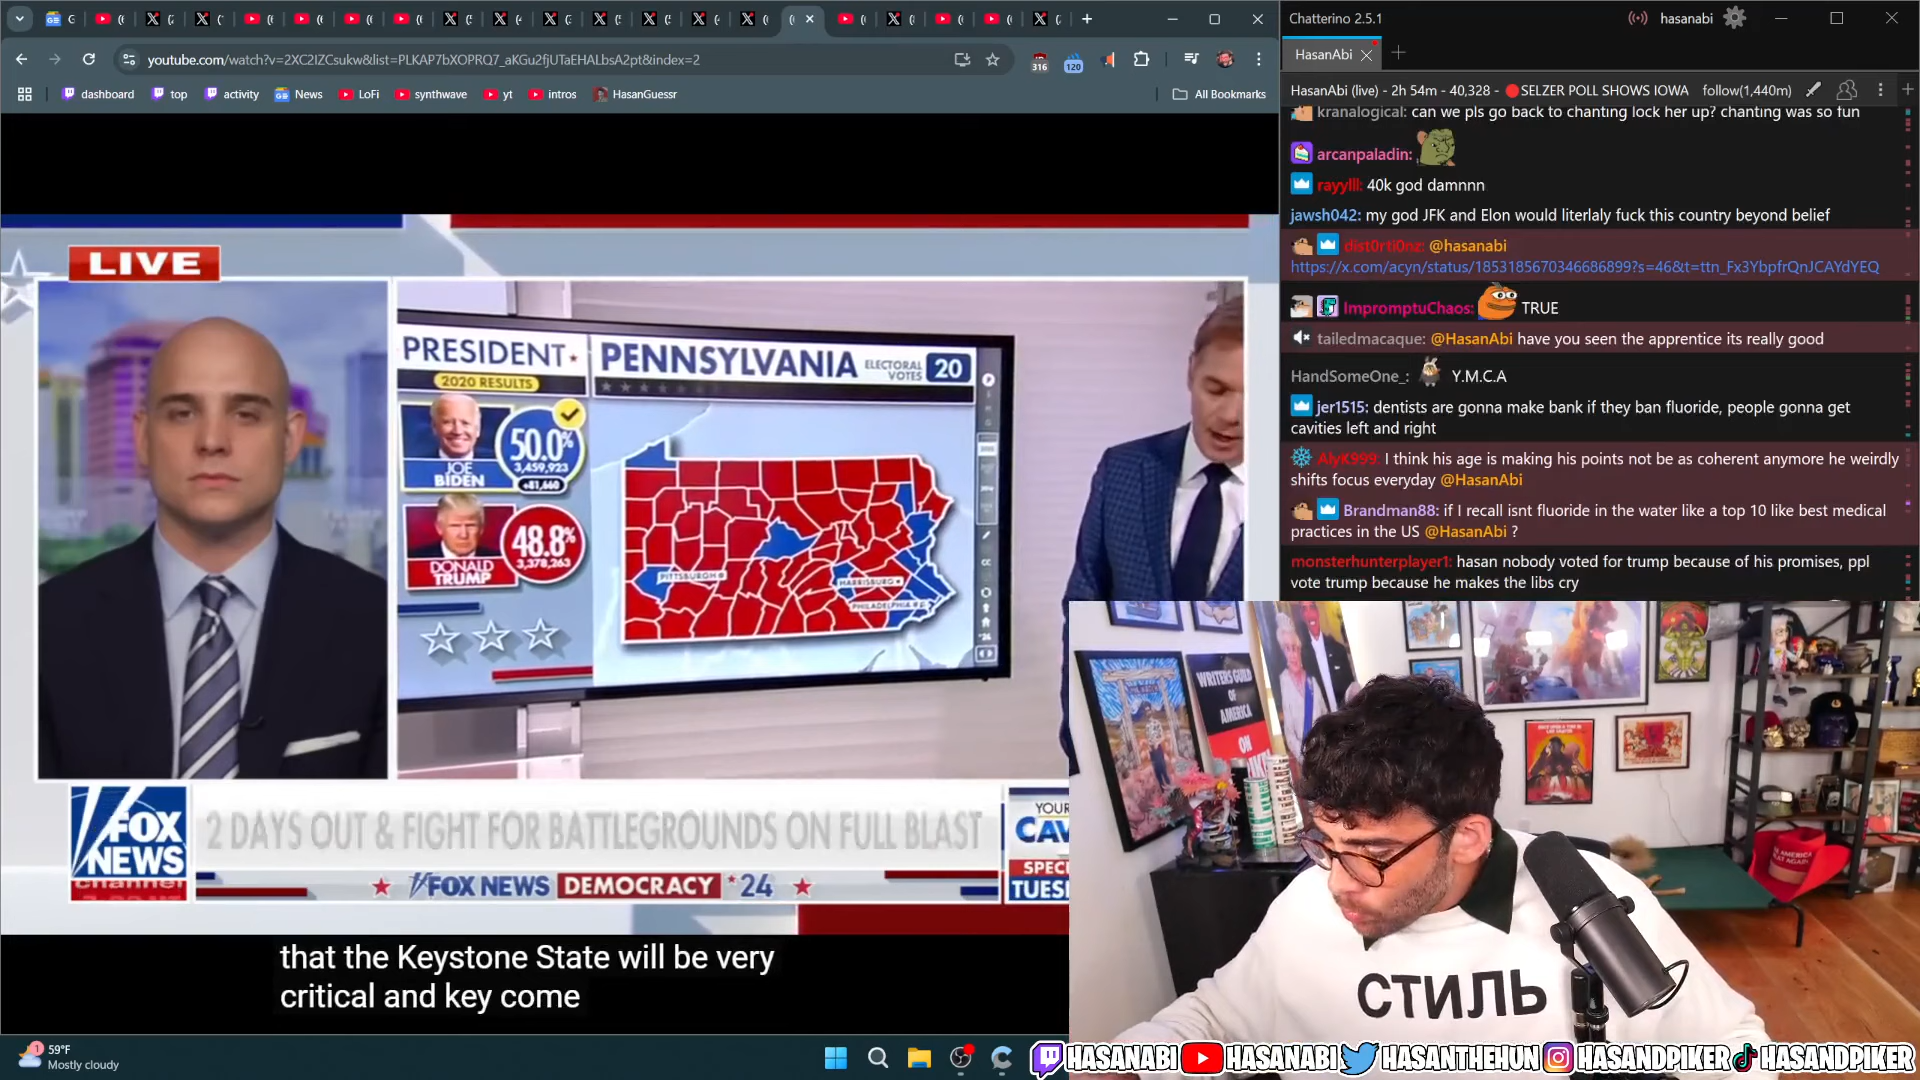 youtube.com/watch?v=2XC2IZCsukw&list=PLKAP7bXOPRQ7_aKGu2fjUTaEHALbsA2pt&index=2
316
120
dashboard
top
activity
News
LoFi
synthwave
yt
intros
HasanGuessr
All Bookmarks
LIVE
PRESIDENT
2020 RESULTS
JOE
BIDEN
50.0%
3,459,923
+81,660
DONALD
TRUMP
48.8%
3,378,263
PENNSYLVANIA
ELECTORAL
VOTES
20
PITTSBURGH
HARRISBURG
PHILADELPHIA
FOX
NEWS
channel
2 DAYS OUT & FIGHT FOR BATTLEGROUNDS ON FULL BLAST
FOX NEWS DEMOCRACY '24
YOUR
CAV
SPECI
TUESD
that the Keystone State will be very
critical and key come
59°F
Mostly cloudy
1
Chatterino 2.5.1
hasanabi
HasanAbi
HasanAbi (live) - 2h 54m - 40,328 - 🔴SELZER POLL SHOWS IOWA
follow(1,440m)
kranalogical: can we pls go back to chanting lock her up? chanting was so fun
arcanpaladin:
rayylll: 40k god damnnn
jawsh042: my god JFK and Elon would literlaly fuck this country beyond belief
dist0rti0nz: @hasanabi
https://x.com/acyn/status/1853185670346686899?s=46&t=ttn_Fx3YbpfrQnJCAYdYEQ
ImpromptuChaos: TRUE
tailedmacaque: @HasanAbi have you seen the apprentice its really good
HandSomeOne_: Y.M.C.A
jer1515: dentists are gonna make bank if they ban fluoride, people gonna get
cavities left and right
AlyK999: I think his age is making his points not be as coherent anymore he weirdly
shifts focus everyday @HasanAbi
Brandman88: if I recall isnt fluoride in the water like a top 10 like best medical
practices in the US @HasanAbi ?
monsterhunterplayer1: hasan nobody voted for trump because of his promises, ppl
vote trump because he makes the libs cry
WRITERS GUILD
OF
AMERICA
ON
СТИЛЬ
HASANABI
HASANABI
HASANTHEHUN
HASANDPIKER
HASANDPIKER